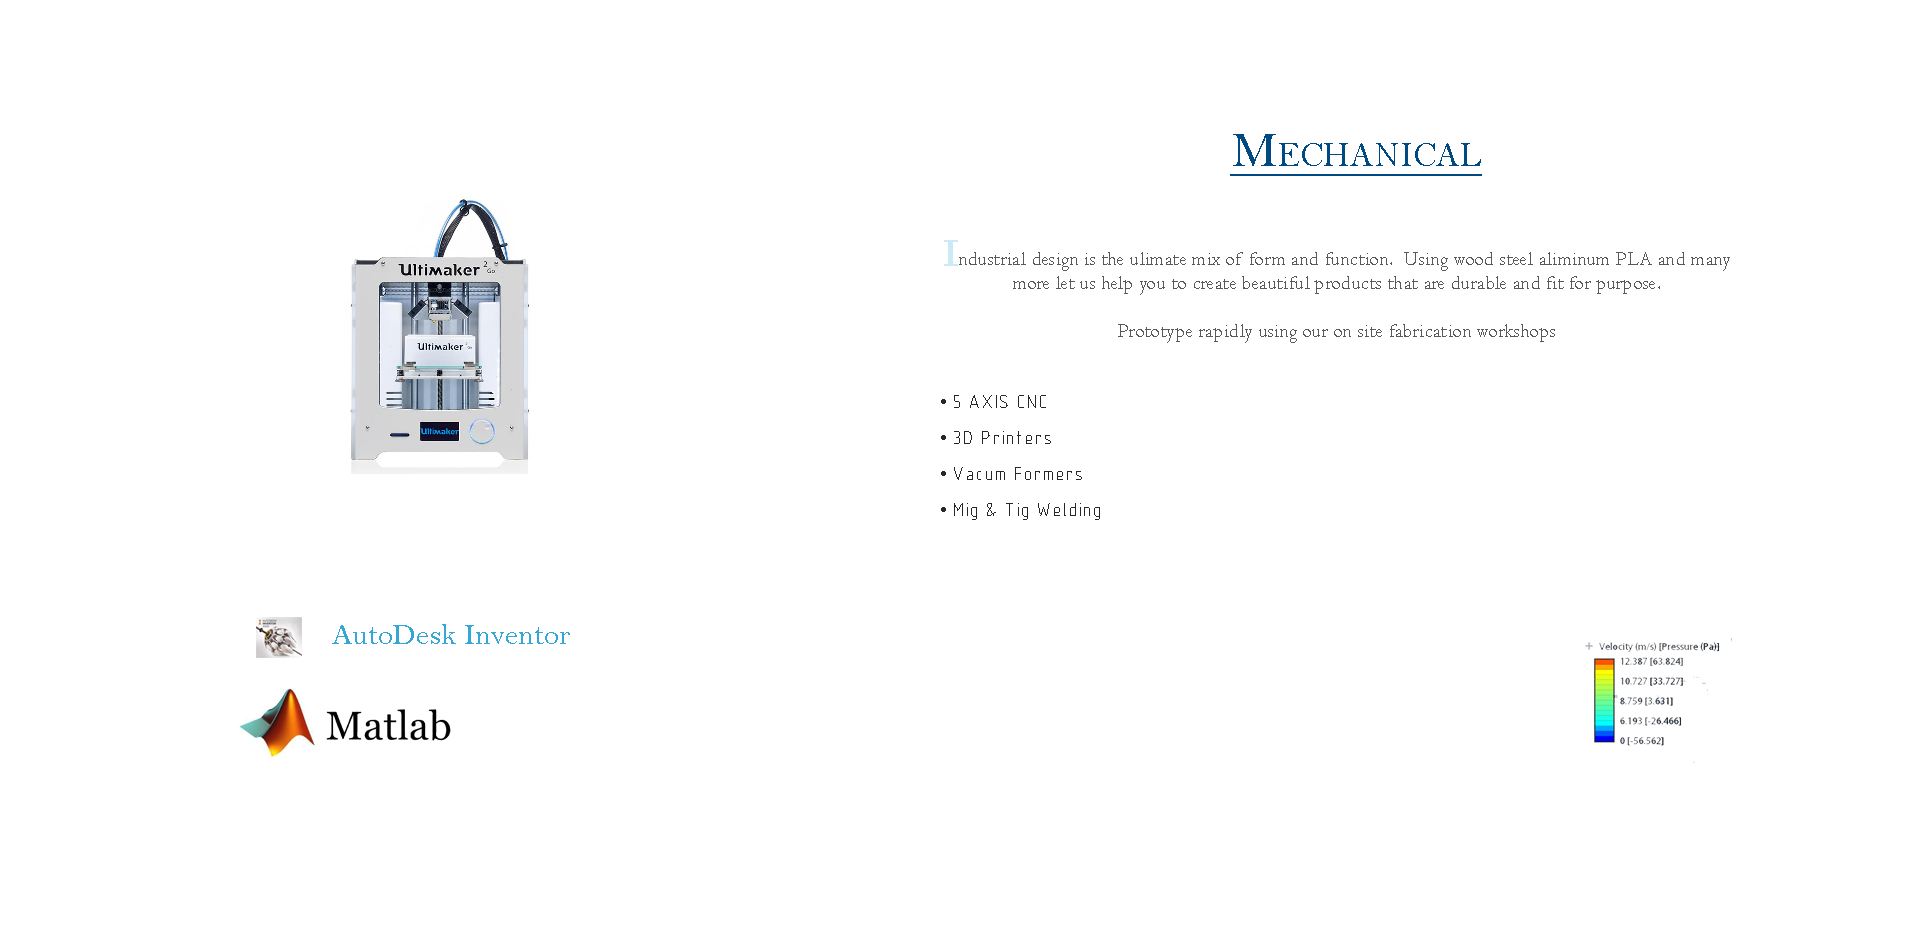 Mechanical
Industrial design is the ulimate mix of form and function. Using wood steel aliminum PLA and many
more let us help you to create beautiful products that are durable and fit for purpose.
Prototype rapidly using our on site fabrication workshops
• 5 AXIS CNC
• 3D Printers
• Vacum Formers
• Mig & Tig Welding
Ultimaker 2 Go
Ultimaker 2 Go
Ultimaker
AutoDesk Inventor
Matlab
Velocity (m/s) [Pressure (Pa)]
12.387 [63.824]
10.727 [33.727]
8.759 [3.631]
6.193 [-26.466]
0 [-56.562]